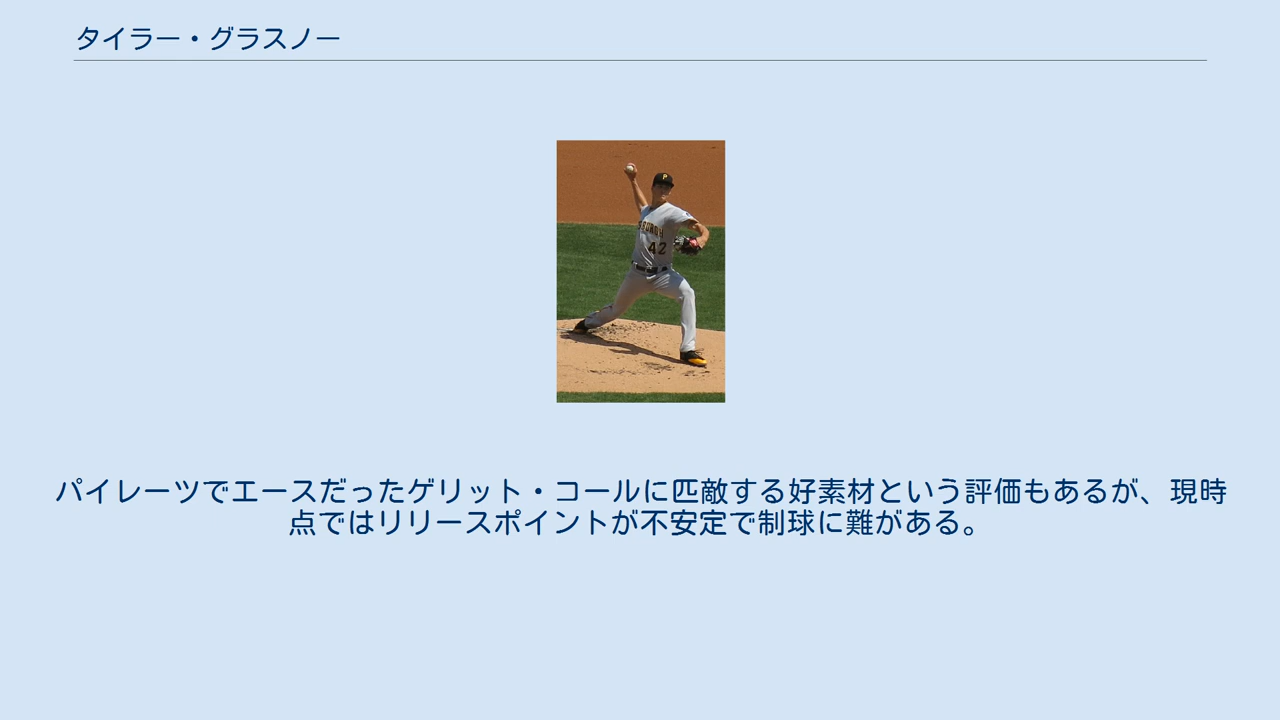 タイラー・グラスノー
P
42
パイレーツでエースだったゲリット・コールに匹敵する好素材という評価もあるが、現時
点ではリリースポイントが不安定で制球に難がある。